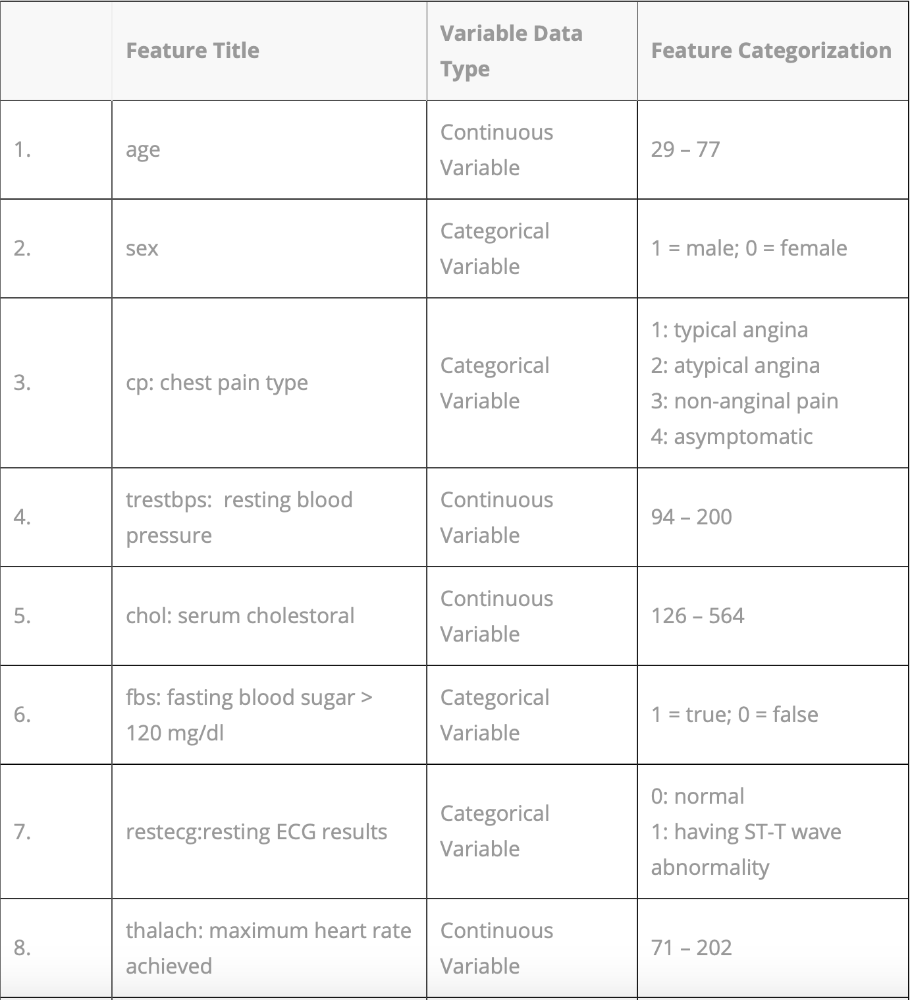 Feature Title
Variable Data
Type
Feature Categorization
1.
age
Continuous
Variable
29 – 77
2.
sex
Categorical
Variable
1 = male; 0 = female
3.
cp: chest pain type
Categorical
Variable
1: typical angina
2: atypical angina
3: non-anginal pain
4: asymptomatic
4.
trestbps:  resting blood
pressure
Continuous
Variable
94 – 200
5.
chol: serum cholestoral
Continuous
Variable
126 – 564
6.
fbs: fasting blood sugar >
120 mg/dl
Categorical
Variable
1 = true; 0 = false
7.
restecg:resting ECG results
Categorical
Variable
0: normal
1: having ST-T wave
abnormality
8.
thalach: maximum heart rate
achieved
Continuous
Variable
71 – 202